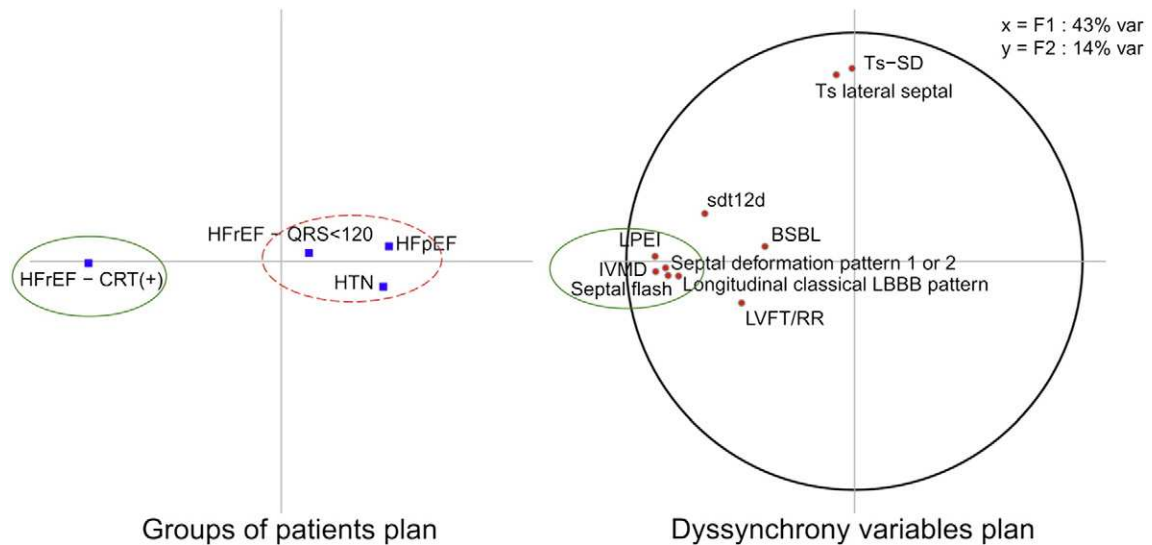 x = F1 : 43% var
y = F2 : 14% var
Ts−SD
Ts lateral septal
sdt12d
HFrEF − QRS<120
HFpEF
HFrEF − CRT(+)
HTN
LPEI
BSBL
IVMD
Septal deformation pattern 1 or 2
Septal flash
Longitudinal classical LBBB pattern
LVFT/RR
Groups of patients plan
Dyssynchrony variables plan